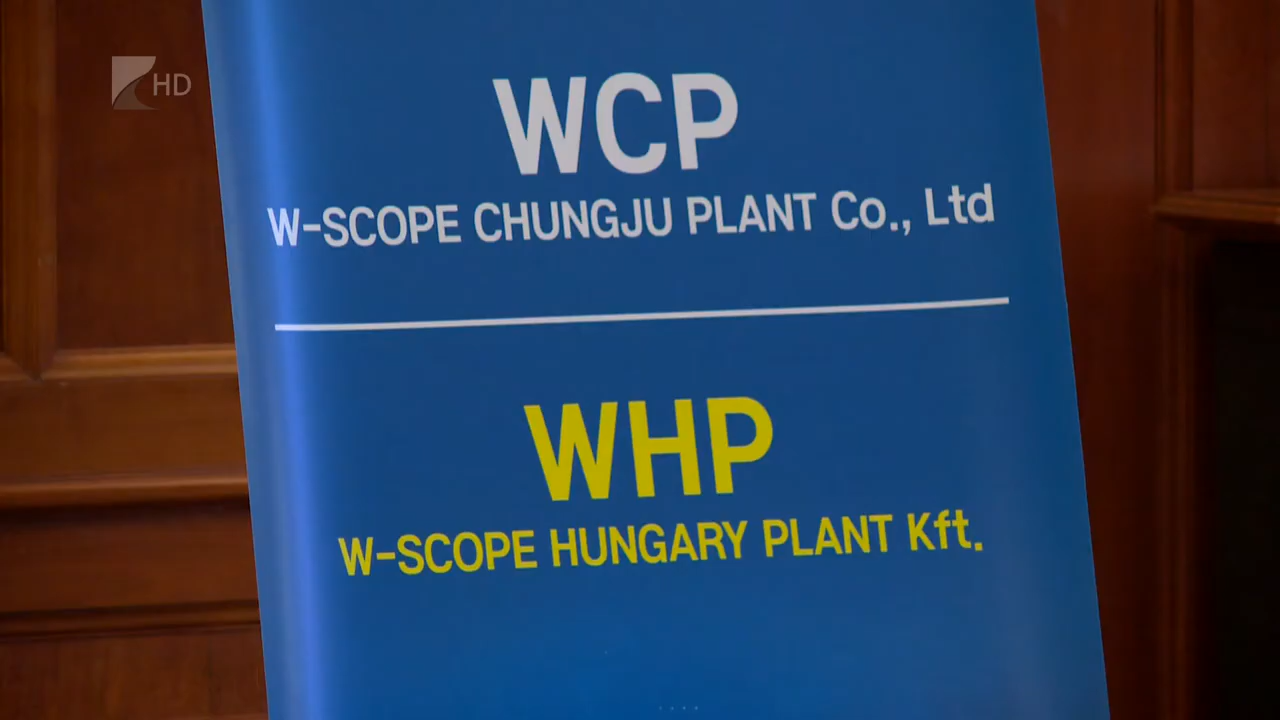 HD
WCP
W-SCOPE CHUNGJU PLANT Co., Ltd
WHP
W-SCOPE HUNGARY PLANT Kft.